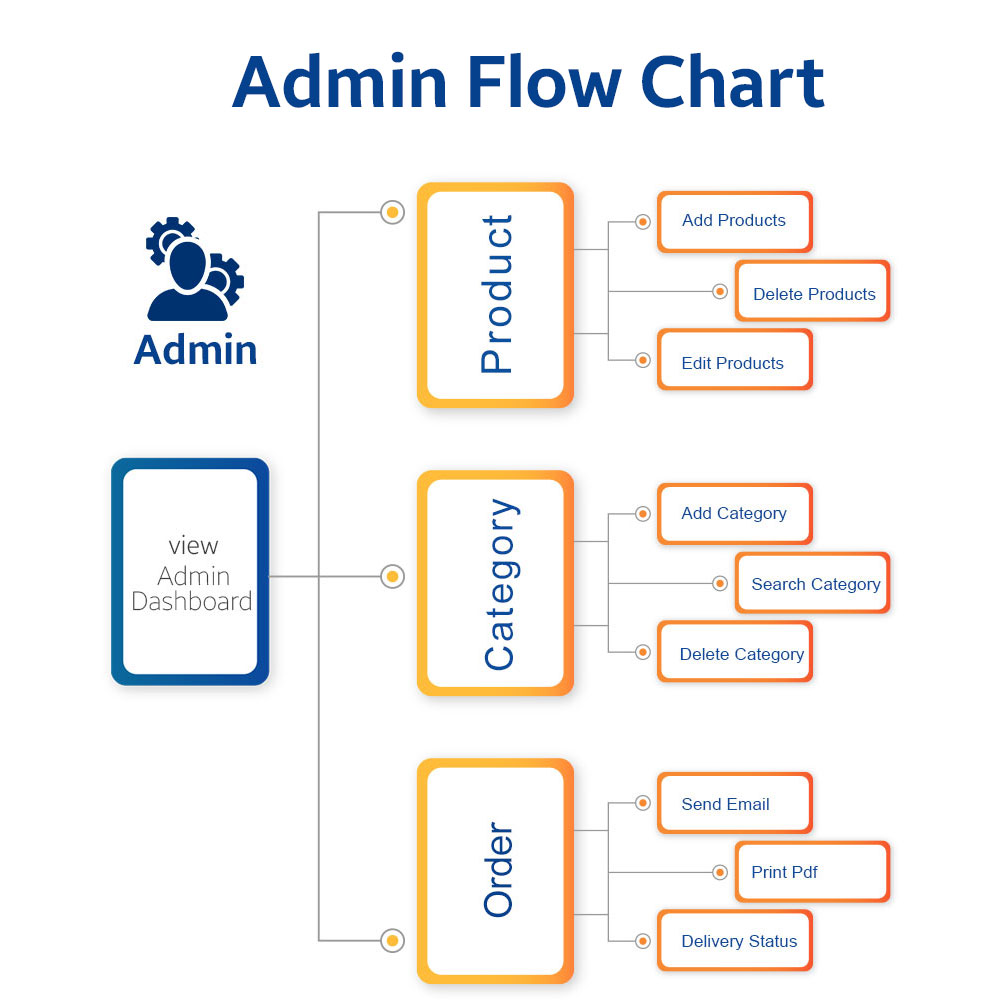 Admin Flow Chart
Admin
view
Admin
Dashboard
Product
Add Products
Delete Products
Edit Products
Category
Add Category
Search Category
Delete Category
Order
Send Email
Print Pdf
Delivery Status